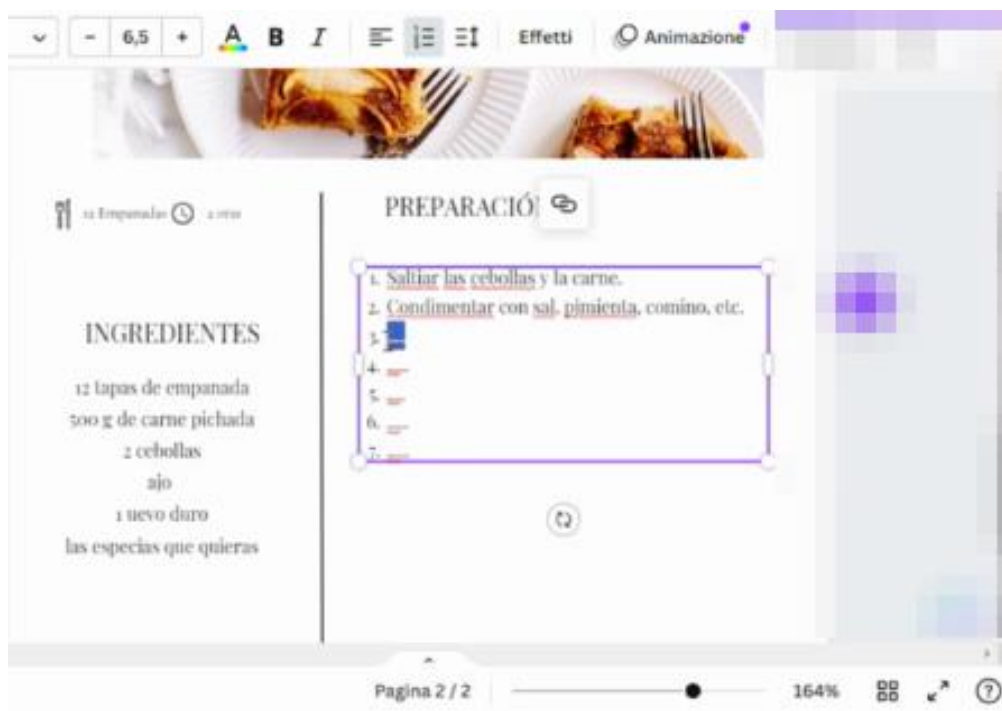 6,5
B I
Effetti
Animazione
12 Empanadas
PREPARACIÓ
1. Saltiar las cebollas y la carne.
2. Condimentar con sal, pimienta, comino, etc.
3.
4.
5.
6.
7.
INGREDIENTES
12 tapas de empanada
500 g de carne pichada
2 cebollas
ajo
1 uevo duro
las especias que quieras
Pagina 2 / 2
164%